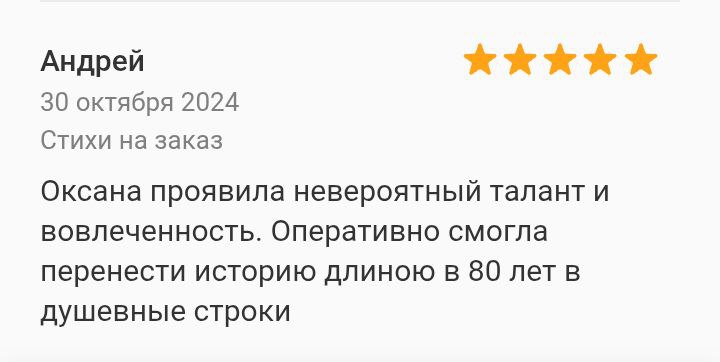 Андрей
30 октября 2024
Стихи на заказ
Оксана проявила невероятный талант и
вовлеченность. Оперативно смогла
перенести историю длиною в 80 лет в
душевные строки